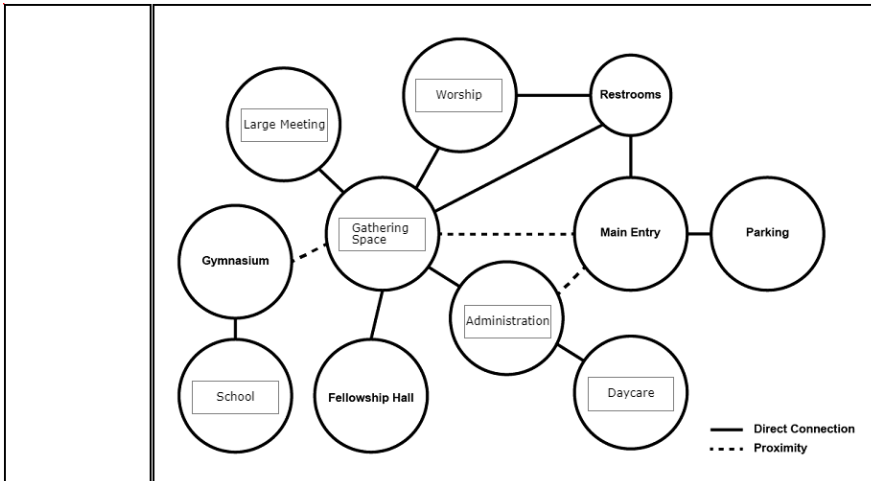 Worship
Restrooms
Large Meeting
Gathering
Space
Main Entry
Parking
Gymnasium
Administration
School
Fellowship Hall
Daycare
Direct Connection
Proximity